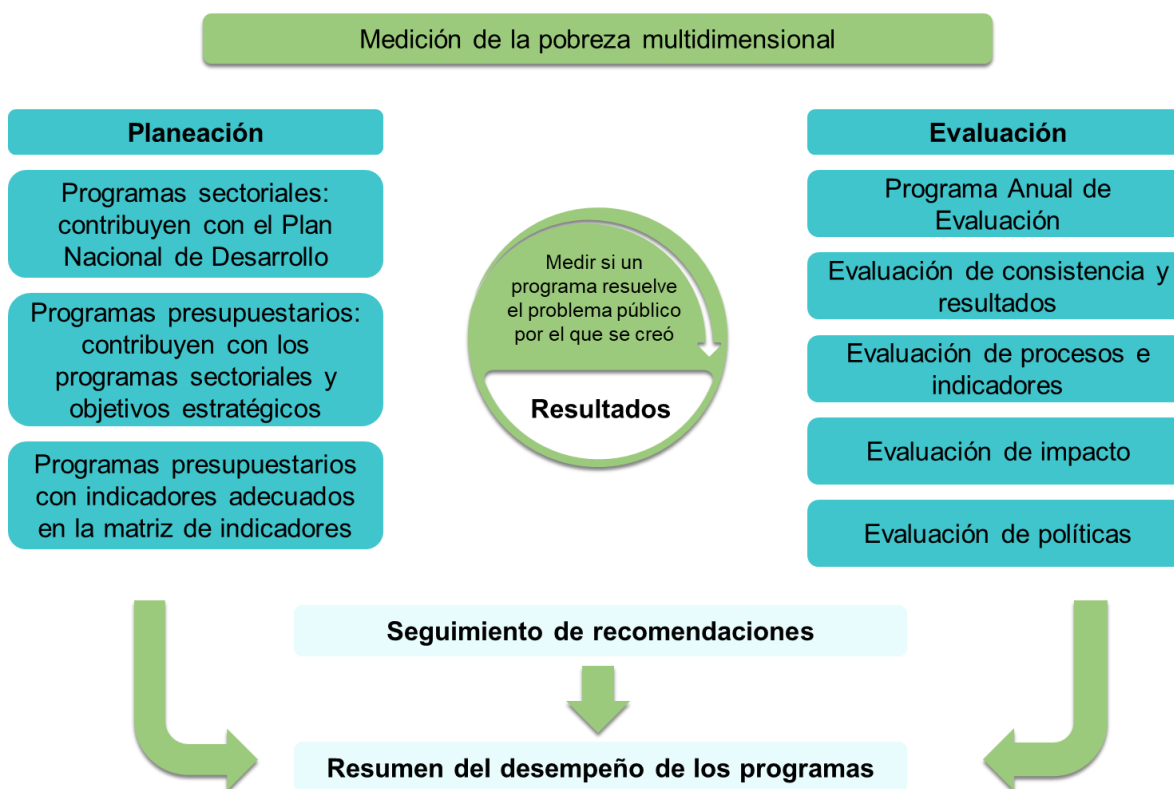 Medición de la pobreza multidimensional
Planeación
Programas sectoriales:
contribuyen con el Plan
Nacional de Desarrollo
Programas presupuestarios:
contribuyen con los
programas sectoriales y
objetivos estratégicos
Programas presupuestarios
con indicadores adecuados
en la matriz de indicadores
Medir si un
programa resuelve
el problema público
por el que se creó
Resultados
Evaluación
Programa Anual de
Evaluación
Evaluación de consistencia y
resultados
Evaluación de procesos e
indicadores
Evaluación de impacto
Evaluación de políticas
Seguimiento de recomendaciones
Resumen del desempeño de los programas